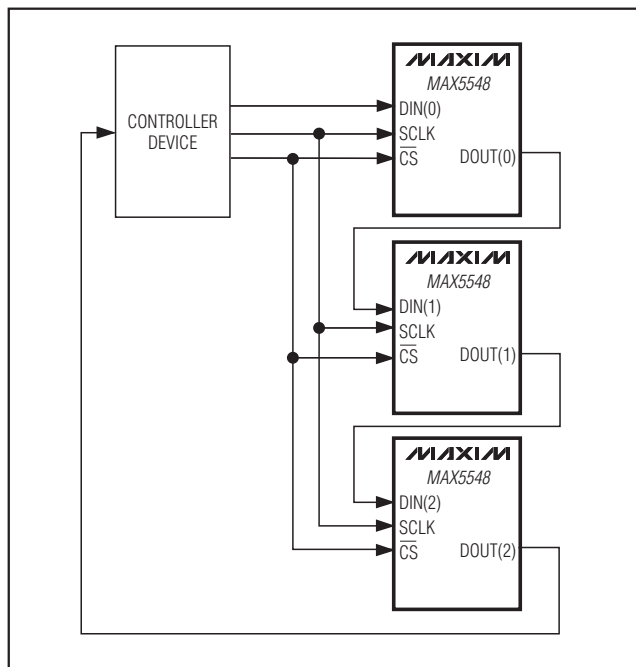 CONTROLLER
DEVICE
MAXIM
MAX5548
DIN(0)
SCLK
CS
DOUT(0)
MAXIM
MAX5548
DIN(1)
SCLK
CS
DOUT(1)
MAXIM
MAX5548
DIN(2)
SCLK
CS
DOUT(2)